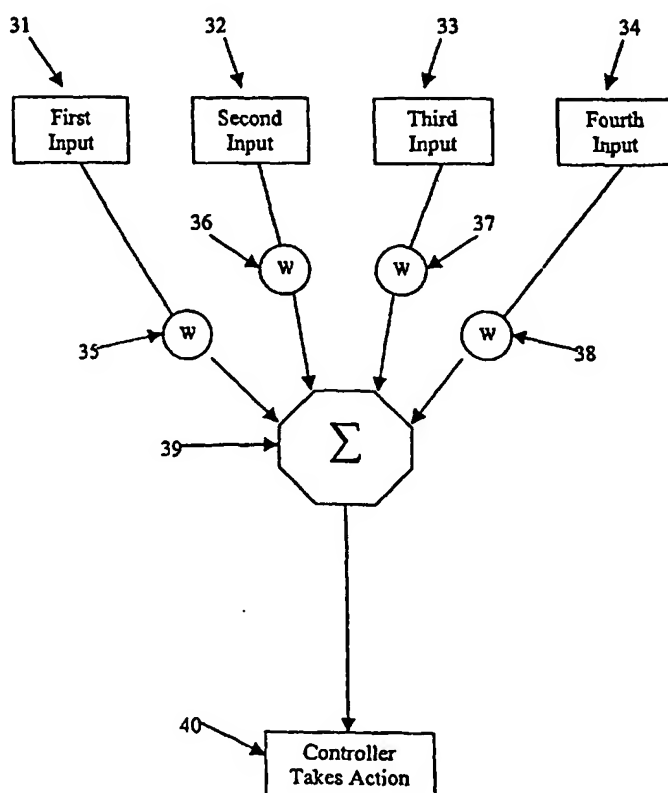 31
32
33
34
First
Input
Second
Input
Third
Input
Fourth
Input
36
W
W
37
35
W
W
38
39
Σ
40
Controller
Takes Action